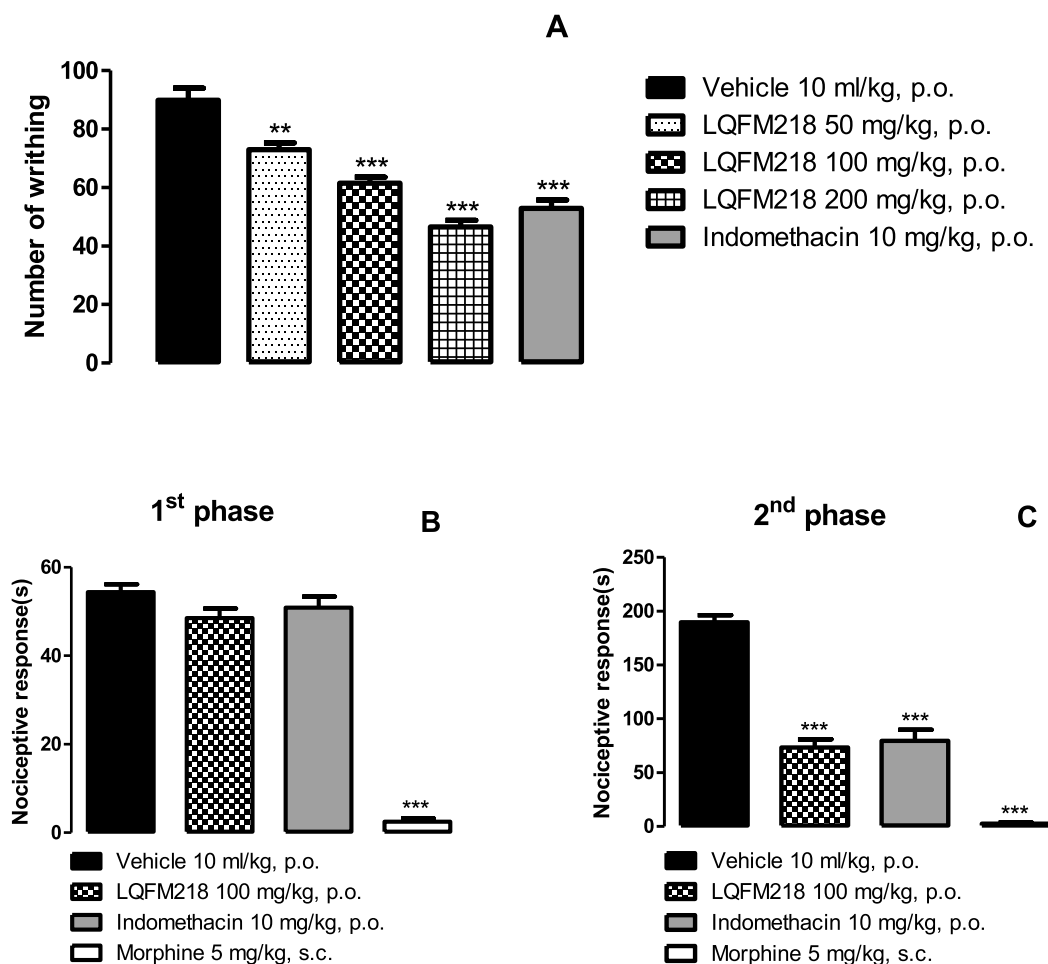 A
Number of writhing
100
80
60
40
20
0
**
***
***
***
Vehicle 10 ml/kg, p.o.
LQFM218 50 mg/kg, p.o.
LQFM218 100 mg/kg, p.o.
LQFM218 200 mg/kg, p.o.
Indomethacin 10 mg/kg, p.o.
1st phase
B
Nociceptive response(s)
60
40
20
0
***
Vehicle 10 ml/kg, p.o.
LQFM218 100 mg/kg, p.o.
Indomethacin 10 mg/kg, p.o.
Morphine 5 mg/kg, s.c.
2nd phase
C
Nociceptive response(s)
250
200
150
100
50
0
***
***
***
Vehicle 10 ml/kg, p.o.
LQFM218 100 mg/kg, p.o.
Indomethacin 10 mg/kg, p.o.
Morphine 5 mg/kg, s.c.